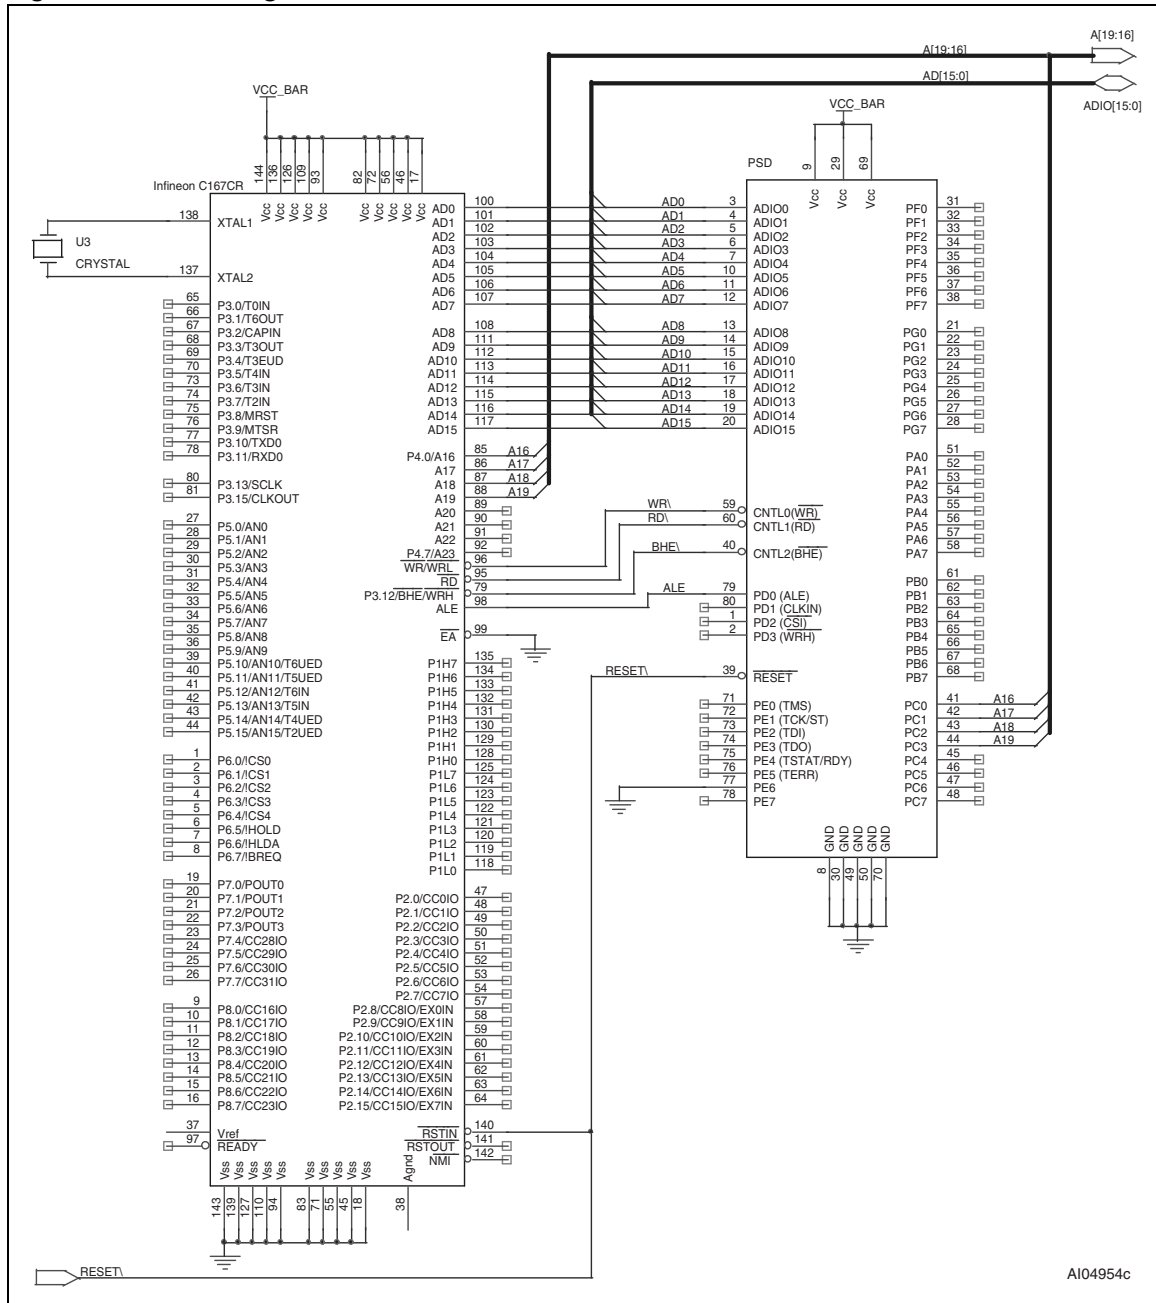 A[19:16]
A[19:16]
AD[15:0]
ADIO[15:0]
VCC_BAR
VCC_BAR
Infineon C167CR
144
136
126
109
93
82
72
56
46
17
Vcc
Vcc
Vcc
Vcc
Vcc
Vcc
Vcc
Vcc
Vcc
Vcc
U3
CRYSTAL
138 XTAL1
137 XTAL2
65 P3.0/T0IN
66 P3.1/T6OUT
67 P3.2/CAPIN
68 P3.3/T3OUT
69 P3.4/T3EUD
70 P3.5/T4IN
73 P3.6/T3IN
74 P3.7/T2IN
75 P3.8/MRST
76 P3.9/MTSR
77 P3.10/TXD0
78 P3.11/RXD0
80 P3.13/SCLK
81 P3.15/CLKOUT
27 P5.0/AN0
28 P5.1/AN1
29 P5.2/AN2
30 P5.3/AN3
31 P5.4/AN4
32 P5.5/AN5
33 P5.6/AN6
34 P5.7/AN7
35 P5.8/AN8
36 P5.9/AN9
39 P5.10/AN10/T6UED
40 P5.11/AN11/T5UED
41 P5.12/AN12/T6IN
42 P5.13/AN13/T5IN
43 P5.14/AN14/T4UED
44 P5.15/AN15/T2UED
1 P6.0/!CS0
2 P6.1/!CS1
3 P6.2/!CS2
4 P6.3/!CS3
5 P6.4/!CS4
6 P6.5/!HOLD
7 P6.6/!HLDA
8 P6.7/!BREQ
19 P7.0/POUT0
20 P7.1/POUT1
21 P7.2/POUT2
22 P7.3/POUT3
23 P7.4/CC28IO
24 P7.5/CC29IO
25 P7.6/CC30IO
26 P7.7/CC31IO
9 P8.0/CC16IO
10 P8.1/CC17IO
11 P8.2/CC18IO
12 P8.3/CC19IO
13 P8.4/CC20IO
14 P8.5/CC21IO
15 P8.6/CC22IO
16 P8.7/CC23IO
37 Vref
97 READY
AD0 100 AD0
AD1 101 AD1
AD2 102 AD2
AD3 103 AD3
AD4 104 AD4
AD5 105 AD5
AD6 106 AD6
AD7 107 AD7
AD8 108 AD8
AD9 111 AD9
AD10 112 AD10
AD11 113 AD11
AD12 114 AD12
AD13 115 AD13
AD14 116 AD14
AD15 117 AD15
P4.0/A16 85 A16
A17 86 A17
A18 87 A18
A19 88 A19
A20 89
A21 90
A22 91
P4.7/A23 92
WR/WRL 96 WR\
RD 95 RD\
P3.12/BHE/WRH 79 BHE\
ALE 98 ALE
EA 99
P1H7 135
P1H6 134
P1H5 133
P1H4 132
P1H3 131
P1H2 130
P1H1 129
P1H0 128
P1L7 125
P1L6 124
P1L5 123
P1L4 122
P1L3 121
P1L2 120
P1L1 119
P1L0 118
P2.0/CC0IO 47
P2.1/CC1IO 48
P2.2/CC2IO 49
P2.3/CC3IO 50
P2.4/CC4IO 51
P2.5/CC5IO 52
P2.6/CC6IO 53
P2.7/CC7IO 54
P2.8/CC8IO/EX0IN 57
P2.9/CC9IO/EX1IN 58
P2.10/CC10IO/EX2IN 59
P2.11/CC11IO/EX3IN 60
P2.12/CC12IO/EX4IN 61
P2.13/CC13IO/EX5IN 62
P2.14/CC14IO/EX6IN 63
P2.15/CC15IO/EX7IN 64
RSTIN 140
RSTOUT 141
NMI 142
Vss
Vss
Vss
Vss
Vss
Vss
Vss
Vss
Vss
Vss
Agnd
143
139
127
110
94
83
71
55
45
18
38
PSD
9
29
69
Vcc
Vcc
Vcc
3 ADIO0
4 ADIO1
5 ADIO2
6 ADIO3
7 ADIO4
10 ADIO5
11 ADIO6
12 ADIO7
13 ADIO8
14 ADIO9
15 ADIO10
16 ADIO11
17 ADIO12
18 ADIO13
19 ADIO14
20 ADIO15
59 CNTL0(WR)
60 CNTL1(RD)
40 CNTL2(BHE)
79 PD0 (ALE)
80 PD1 (CLKIN)
1 PD2 (CSI)
2 PD3 (WRH)
RESET\ 39 RESET
71 PE0 (TMS)
72 PE1 (TCK/ST)
73 PE2 (TDI)
74 PE3 (TDO)
75 PE4 (TSTAT/RDY)
76 PE5 (TERR)
77 PE6
78 PE7
PF0 31
PF1 32
PF2 33
PF3 34
PF4 35
PF5 36
PF6 37
PF7 38
PG0 21
PG1 22
PG2 23
PG3 24
PG4 25
PG5 26
PG6 27
PG7 28
PA0 51
PA1 52
PA2 53
PA3 54
PA4 55
PA5 56
PA6 57
PA7 58
PB0 61
PB1 62
PB2 63
PB3 64
PB4 65
PB5 66
PB6 67
PB7 68
PC0 41 A16
PC1 42 A17
PC2 43 A18
PC3 44 A19
PC4 45
PC5 46
PC6 47
PC7 48
GND
GND
GND
GND
GND
8
30
49
50
70
RESET\
AI04954c